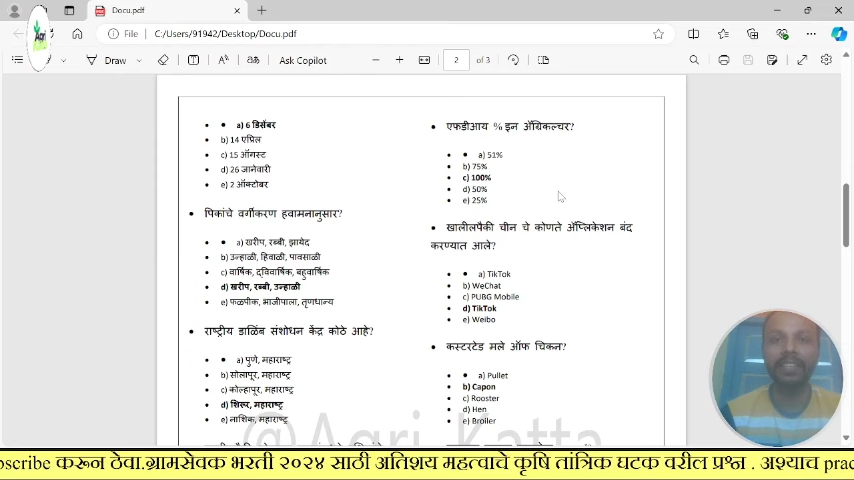 Docu.pdf
File
C:/Users/91942/Desktop/Docu.pdf
Draw
Ask Copilot
2
of 3
Agri
a) 6 डिसेंबर
b) 14 एप्रिल
c) 15 ऑगस्ट
d) 26 जानेवारी
e) 2 ऑक्टोबर
पिकांचे वर्गीकरण हवामानानुसार?
a) खरीप, रब्बी, झायेद
b) उन्हाळी, हिवाळी, पावसाळी
c) वार्षिक, द्विवार्षिक, बहुवार्षिक
d) खरीप, रब्बी, उन्हाळी
e) फळपीक, भाजीपाला, तृणधान्य
राष्ट्रीय डाळिंब संशोधन केंद्र कोठे आहे?
a) पुणे, महाराष्ट्र
b) सोलापूर, महाराष्ट्र
c) कोल्हापूर, महाराष्ट्र
d) शिरूर, महाराष्ट्र
e) नाशिक, महाराष्ट्र
एफडीआय % इन ॲग्रिकल्चर?
a) 51%
b) 75%
c) 100%
d) 50%
e) 25%
खालीलपैकी चीन चे कोणते ॲप्लिकेशन बंद
करण्यात आले?
a) TikTok
b) WeChat
c) PUBG Mobile
d) TikTok
e) Weibo
कस्टरटेड मले ऑफ चिकन?
a) Pullet
b) Capon
c) Rooster
d) Hen
e) Broiler
@Agri Katta
bscribe करून ठेवा.ग्रामसेवक भरती २०२४ साठी अतिशय महत्वाचे कृषि तांत्रिक घटक वरील प्रश्न . अश्याच prac